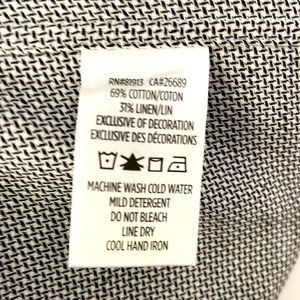 RN#81913 CA#26689
69% COTTON/COTON
31% LINEN/LIN
EXCLUSIVE OF DECORATION
EXCLUSIVE DES DÉCORATIONS
MACHINE WASH COLD WATER
MILD DETERGENT
DO NOT BLEACH
LINE DRY
COOL HAND IRON